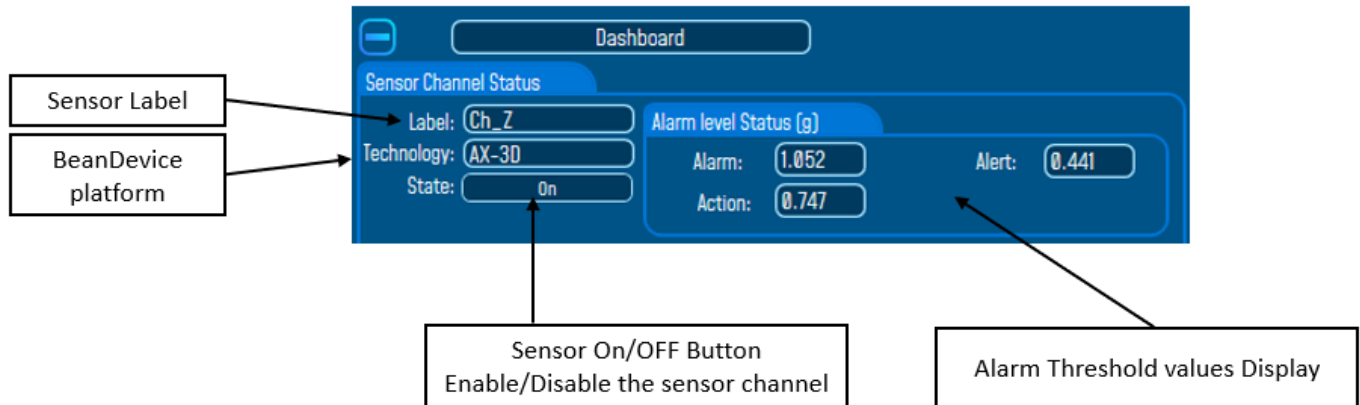 Dashboard
Sensor Channel Status
Sensor Label
Label: Ch_Z
Alarm level Status (g)
BeanDevice
platform
Technology: AX-3D
Alarm: 1.052 Alert: 0.441
State: On
Action: 0.747
Sensor On/OFF Button
Enable/Disable the sensor channel
Alarm Threshold values Display